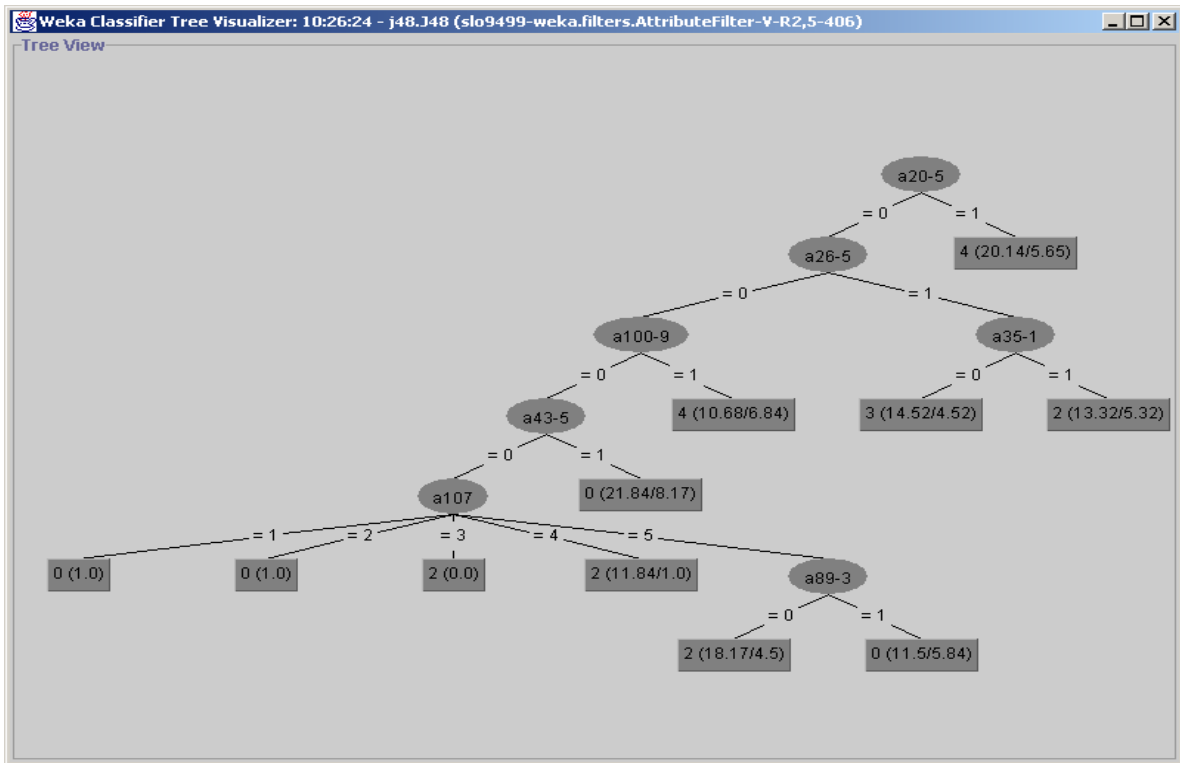 Weka Classifier Tree Visualizer: 10:26:24 - j48.J48 (slo9499-weka.filters.AttributeFilter-V-R2,5-406)
Tree View
a20-5
= 0 = 1
a26-5 4 (20.14/5.65)
= 0 = 1
a100-9 a35-1
= 0 = 1 = 0 = 1
a43-5 4 (10.68/6.84) 3 (14.52/4.52) 2 (13.32/5.32)
= 0 = 1
a107 0 (21.84/8.17)
= 1 = 2 = 3 = 4 = 5
0 (1.0) 0 (1.0) 2 (0.0) 2 (11.84/1.0) a89-3
= 0 = 1
2 (18.17/4.5) 0 (11.5/5.84)